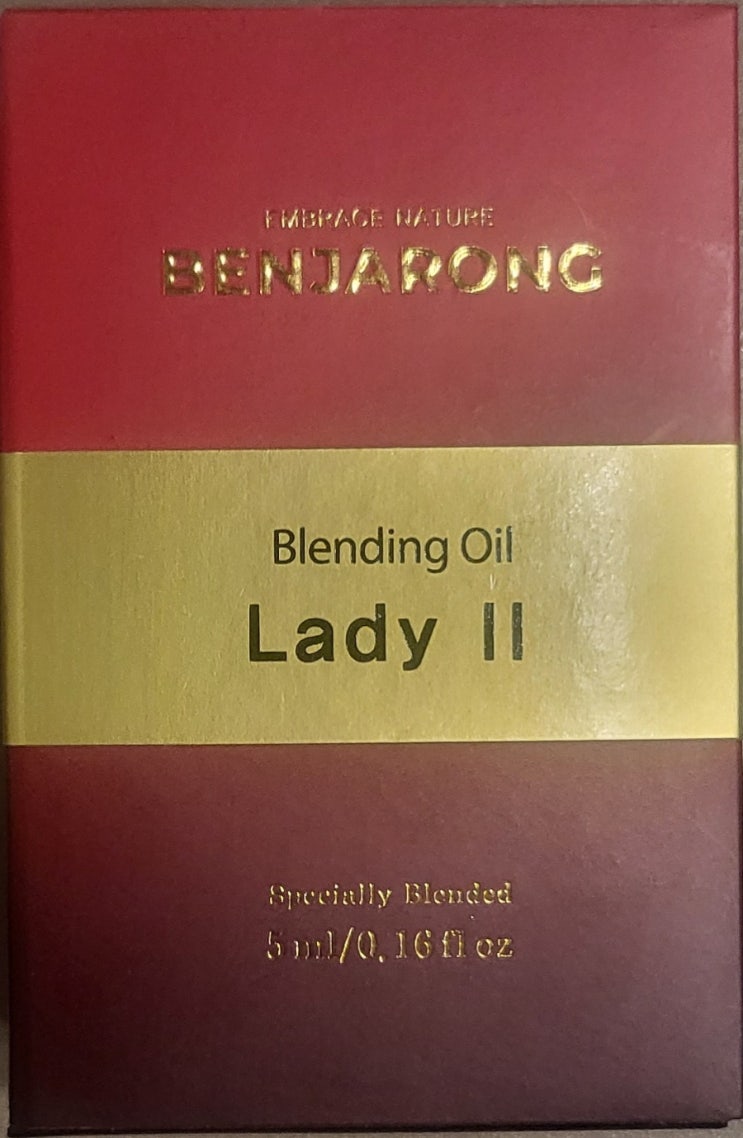 EMBRACE NATURE
BENJARONG
Blending Oil
Lady II
Specially Blended
5 ml/0.16 fl oz